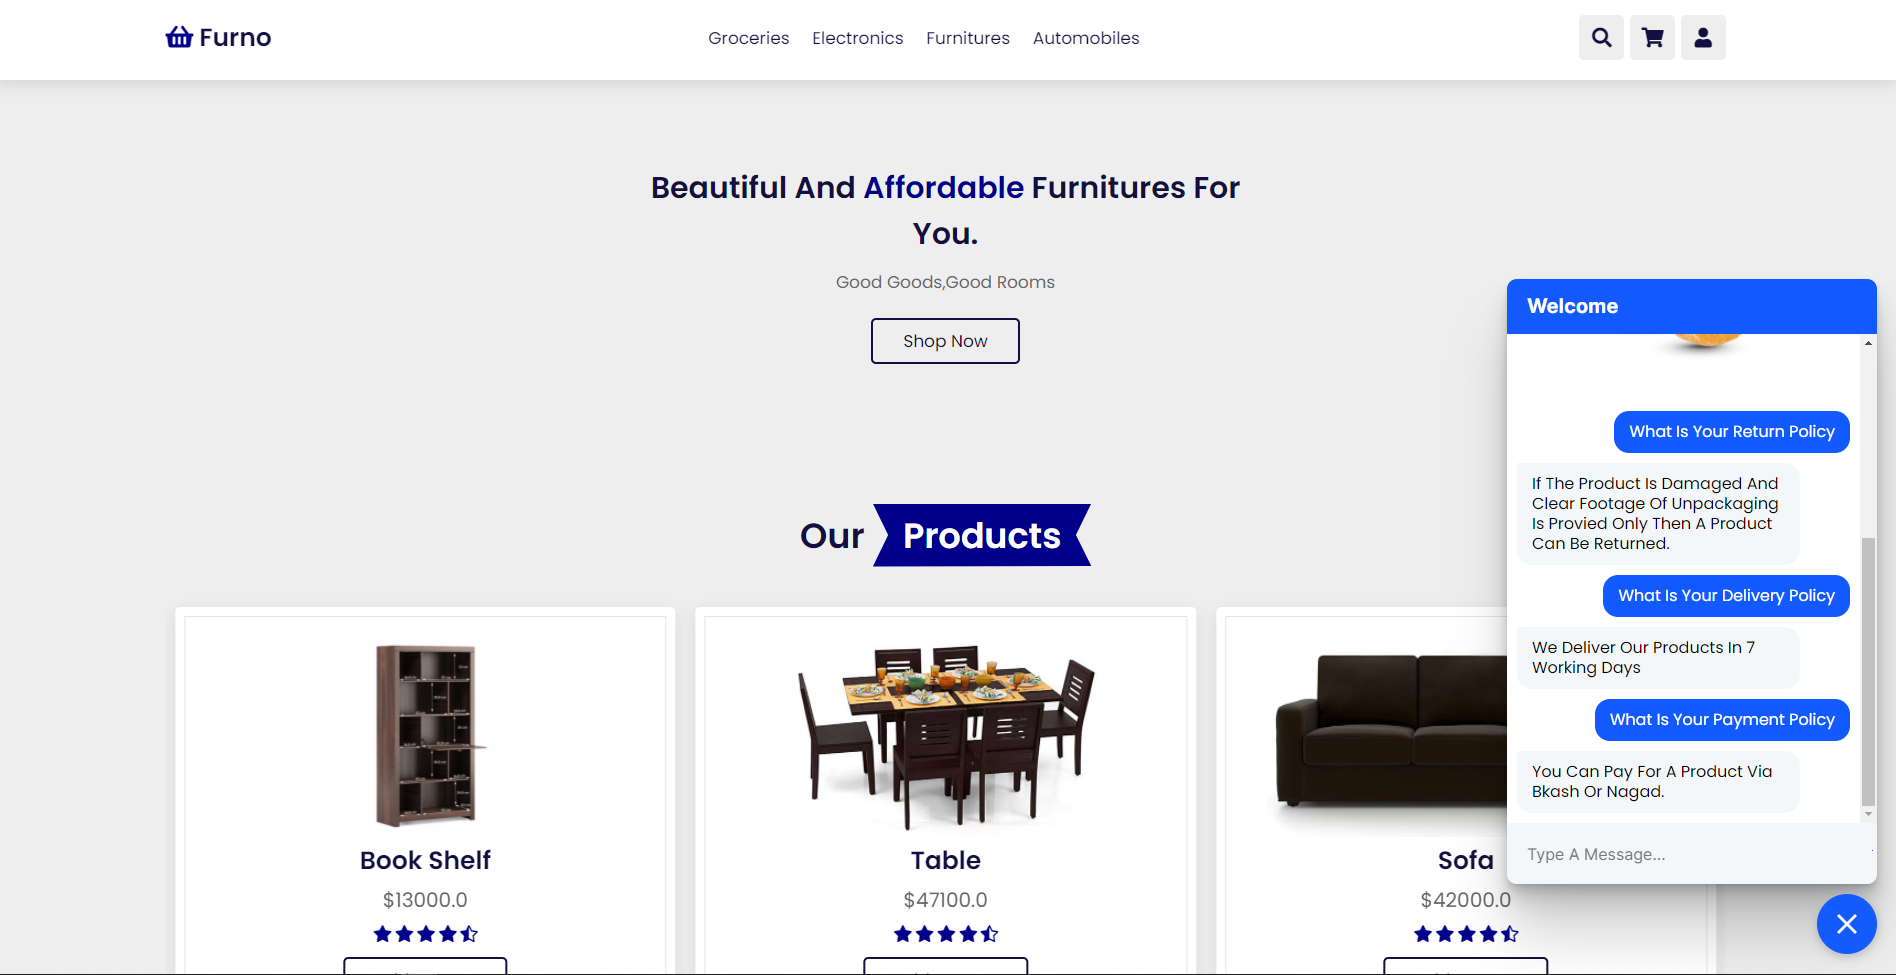 Furno
Groceries Electronics Furnitures Automobiles
Beautiful And Affordable Furnitures For
You.
Good Goods,Good Rooms
Shop Now
Our Products
Book Shelf
$13000.0
Table
$47100.0
Sofa
$42000.0
Welcome
What Is Your Return Policy
If The Product Is Damaged And
Clear Footage Of Unpackaging
Is Provied Only Then A Product
Can Be Returned.
What Is Your Delivery Policy
We Deliver Our Products In 7
Working Days
What Is Your Payment Policy
You Can Pay For A Product Via
Bkash Or Nagad.
Type A Message...